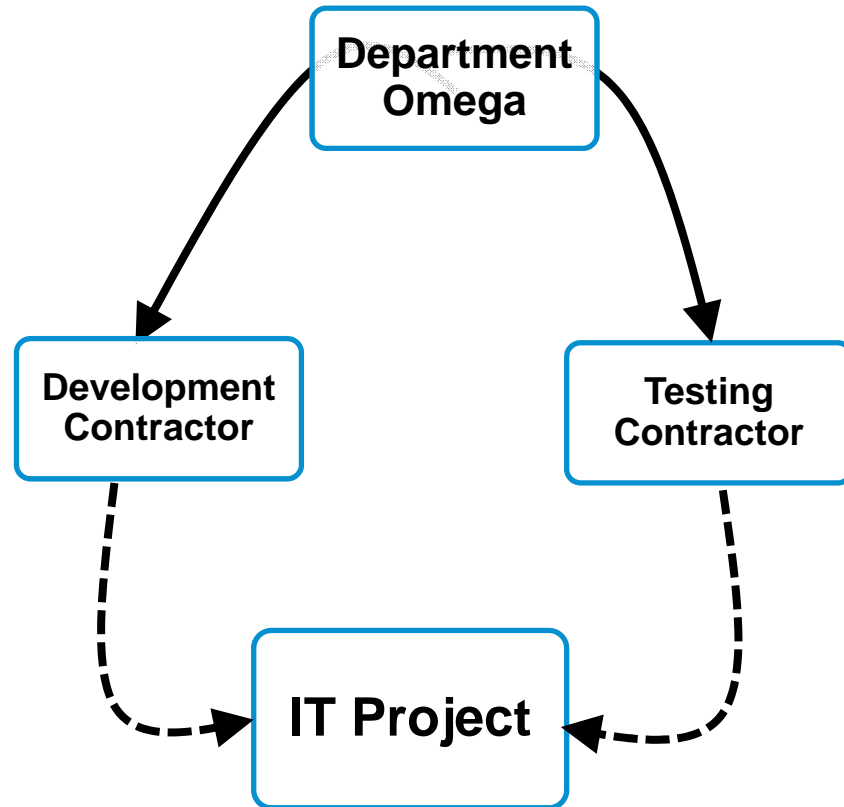 Department
Omega
Development
Contractor
Testing
Contractor
IT Project